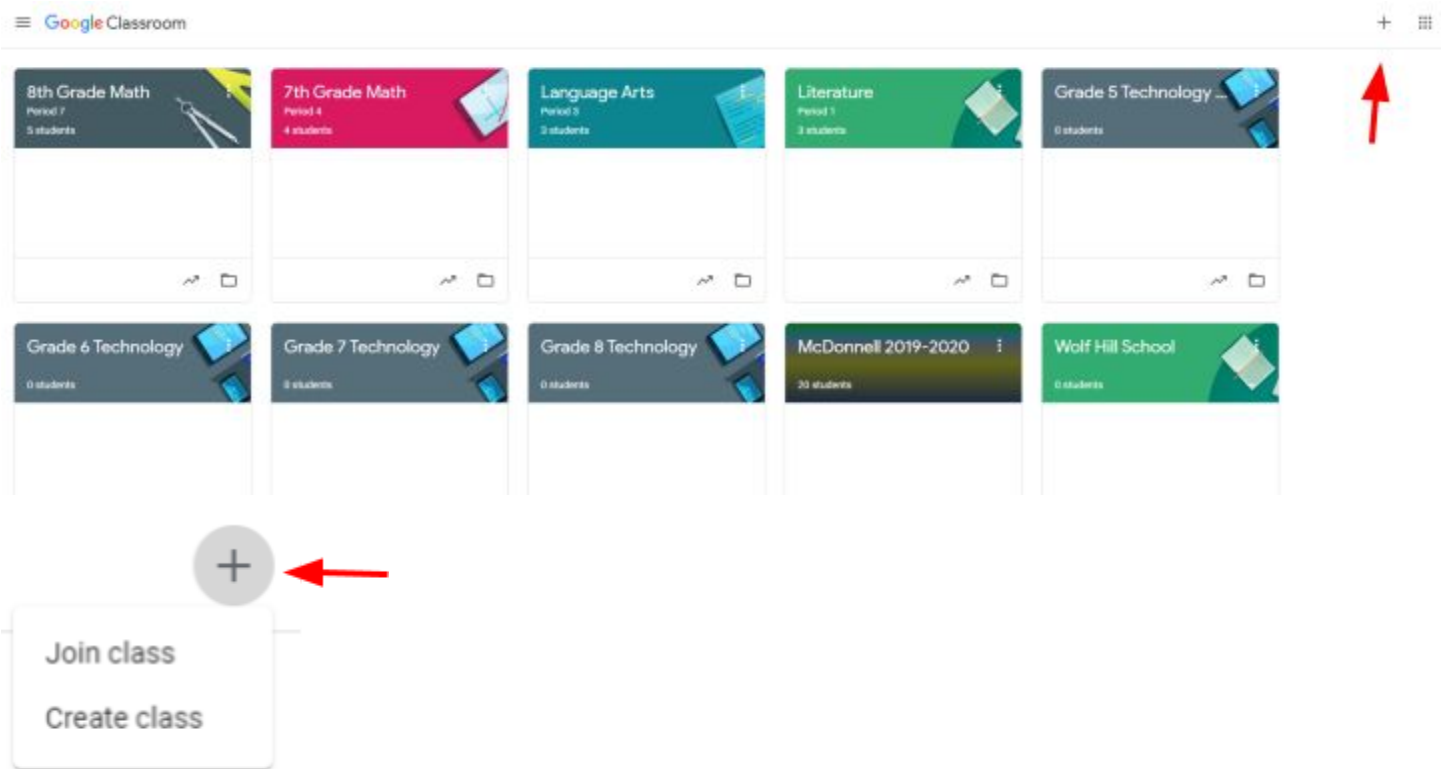 Google Classroom
8th Grade Math
Period 7
5 students
7th Grade Math
Period 4
4 students
Language Arts
Period 3
3 students
Literature
Period 1
3 students
Grade 5 Technology ...
0 students
Grade 6 Technology
0 students
Grade 7 Technology
0 students
Grade 8 Technology
0 students
McDonnell 2019-2020
20 students
Wolf Hill School
0 students
Join class
Create class